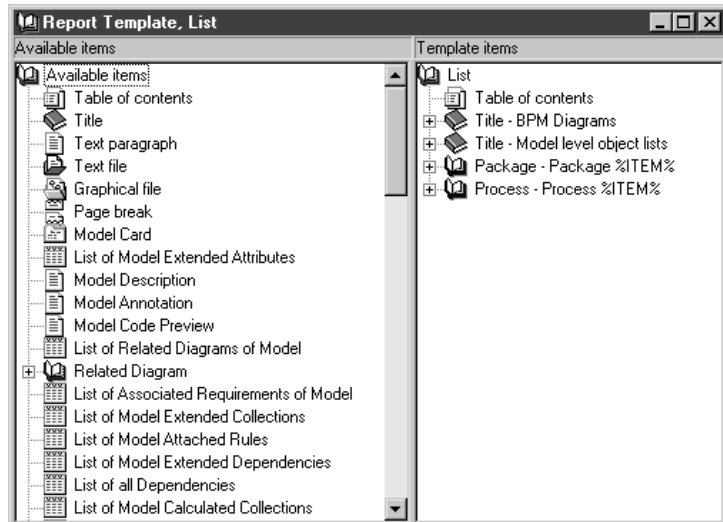 Report Template, List
Available items
Available items
Table of contents
Title
Text paragraph
Text file
Graphical file
Page break
Model Card
List of Model Extended Attributes
Model Description
Model Annotation
Model Code Preview
List of Related Diagrams of Model
Related Diagram
List of Associated Requirements of Model
List of Model Extended Collections
List of Model Attached Rules
List of Model Extended Dependencies
List of all Dependencies
List of Model Calculated Collections
Template items
List
Table of contents
Title - BPM Diagrams
Title - Model level object lists
Package - Package %ITEM%
Process - Process %ITEM%